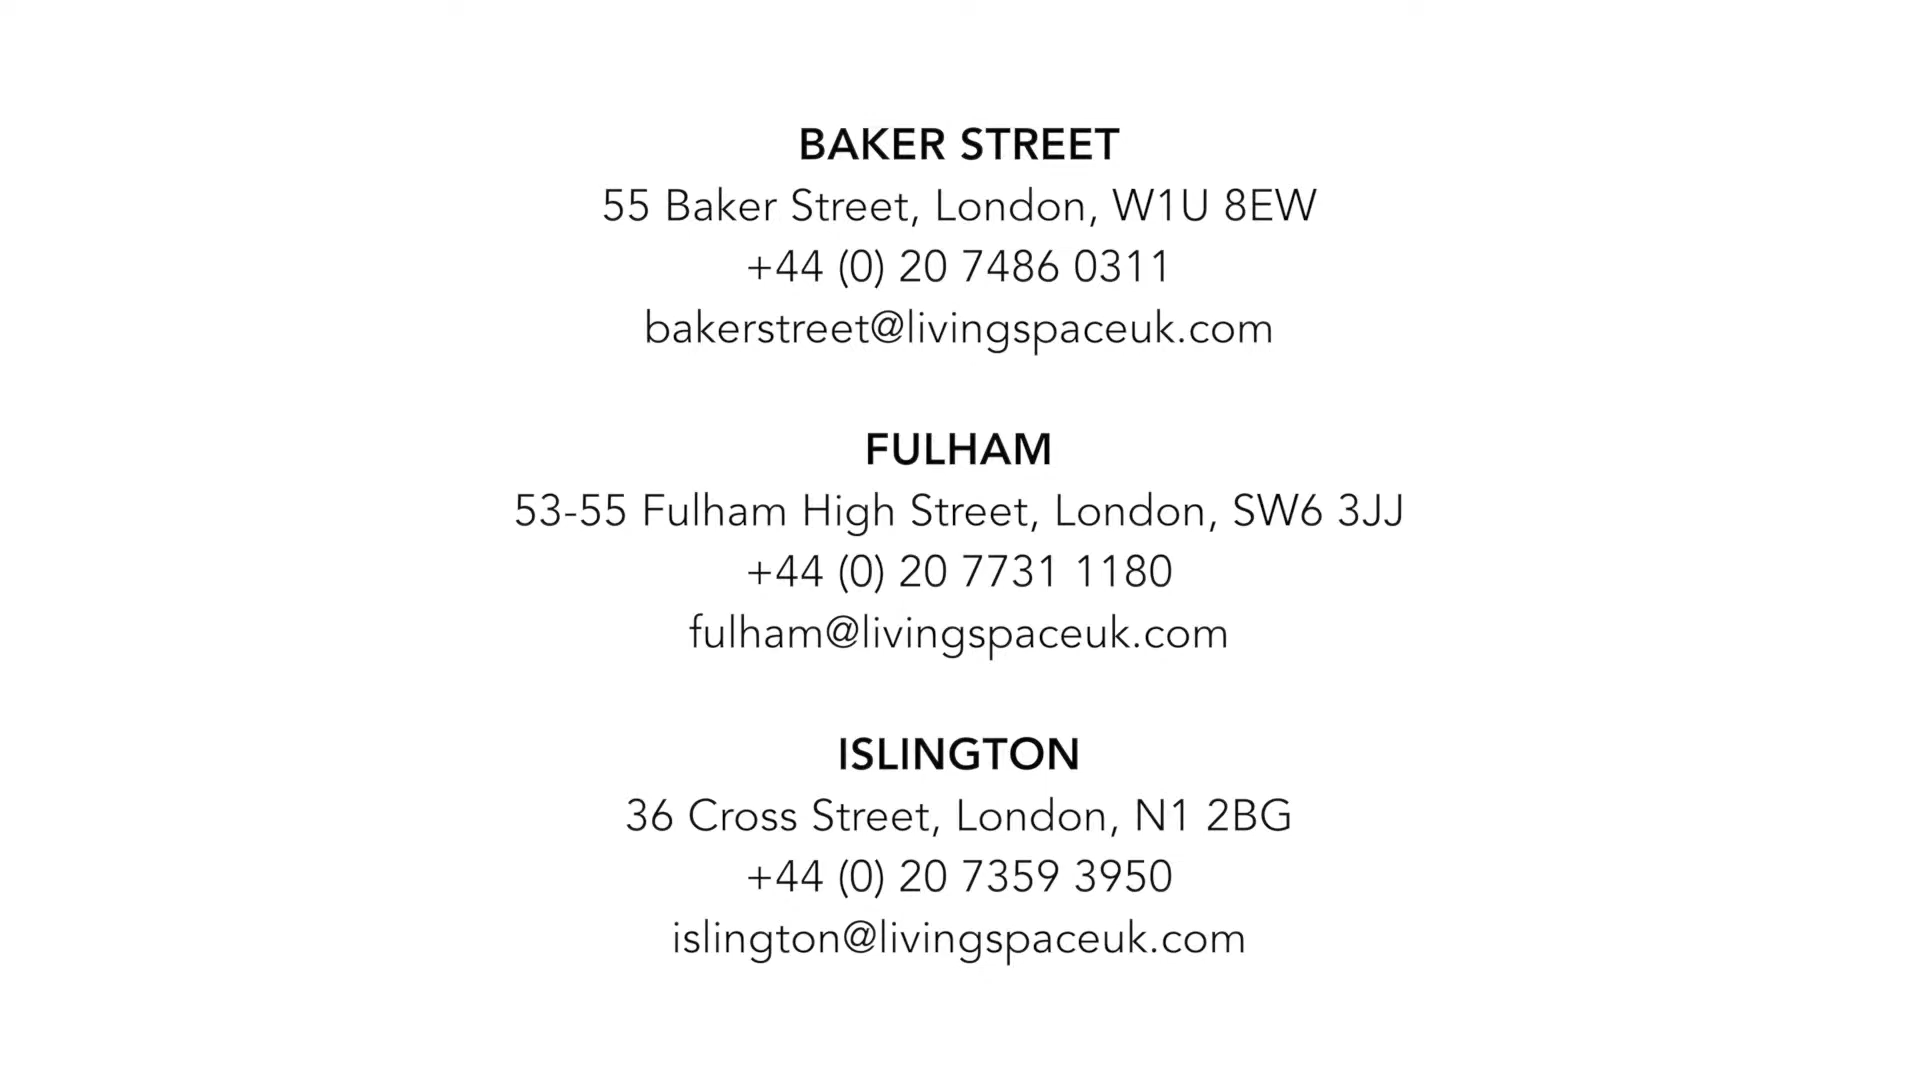 BAKER STREET
55 Baker Street, London, W1U 8EW
+44 (0) 20 7486 0311
bakerstreet@livingspaceuk.com
FULHAM
53-55 Fulham High Street, London, SW6 3JJ
+44 (0) 20 7731 1180
fulham@livingspaceuk.com
ISLINGTON
36 Cross Street, London, N1 2BG
+44 (0) 20 7359 3950
islington@livingspaceuk.com